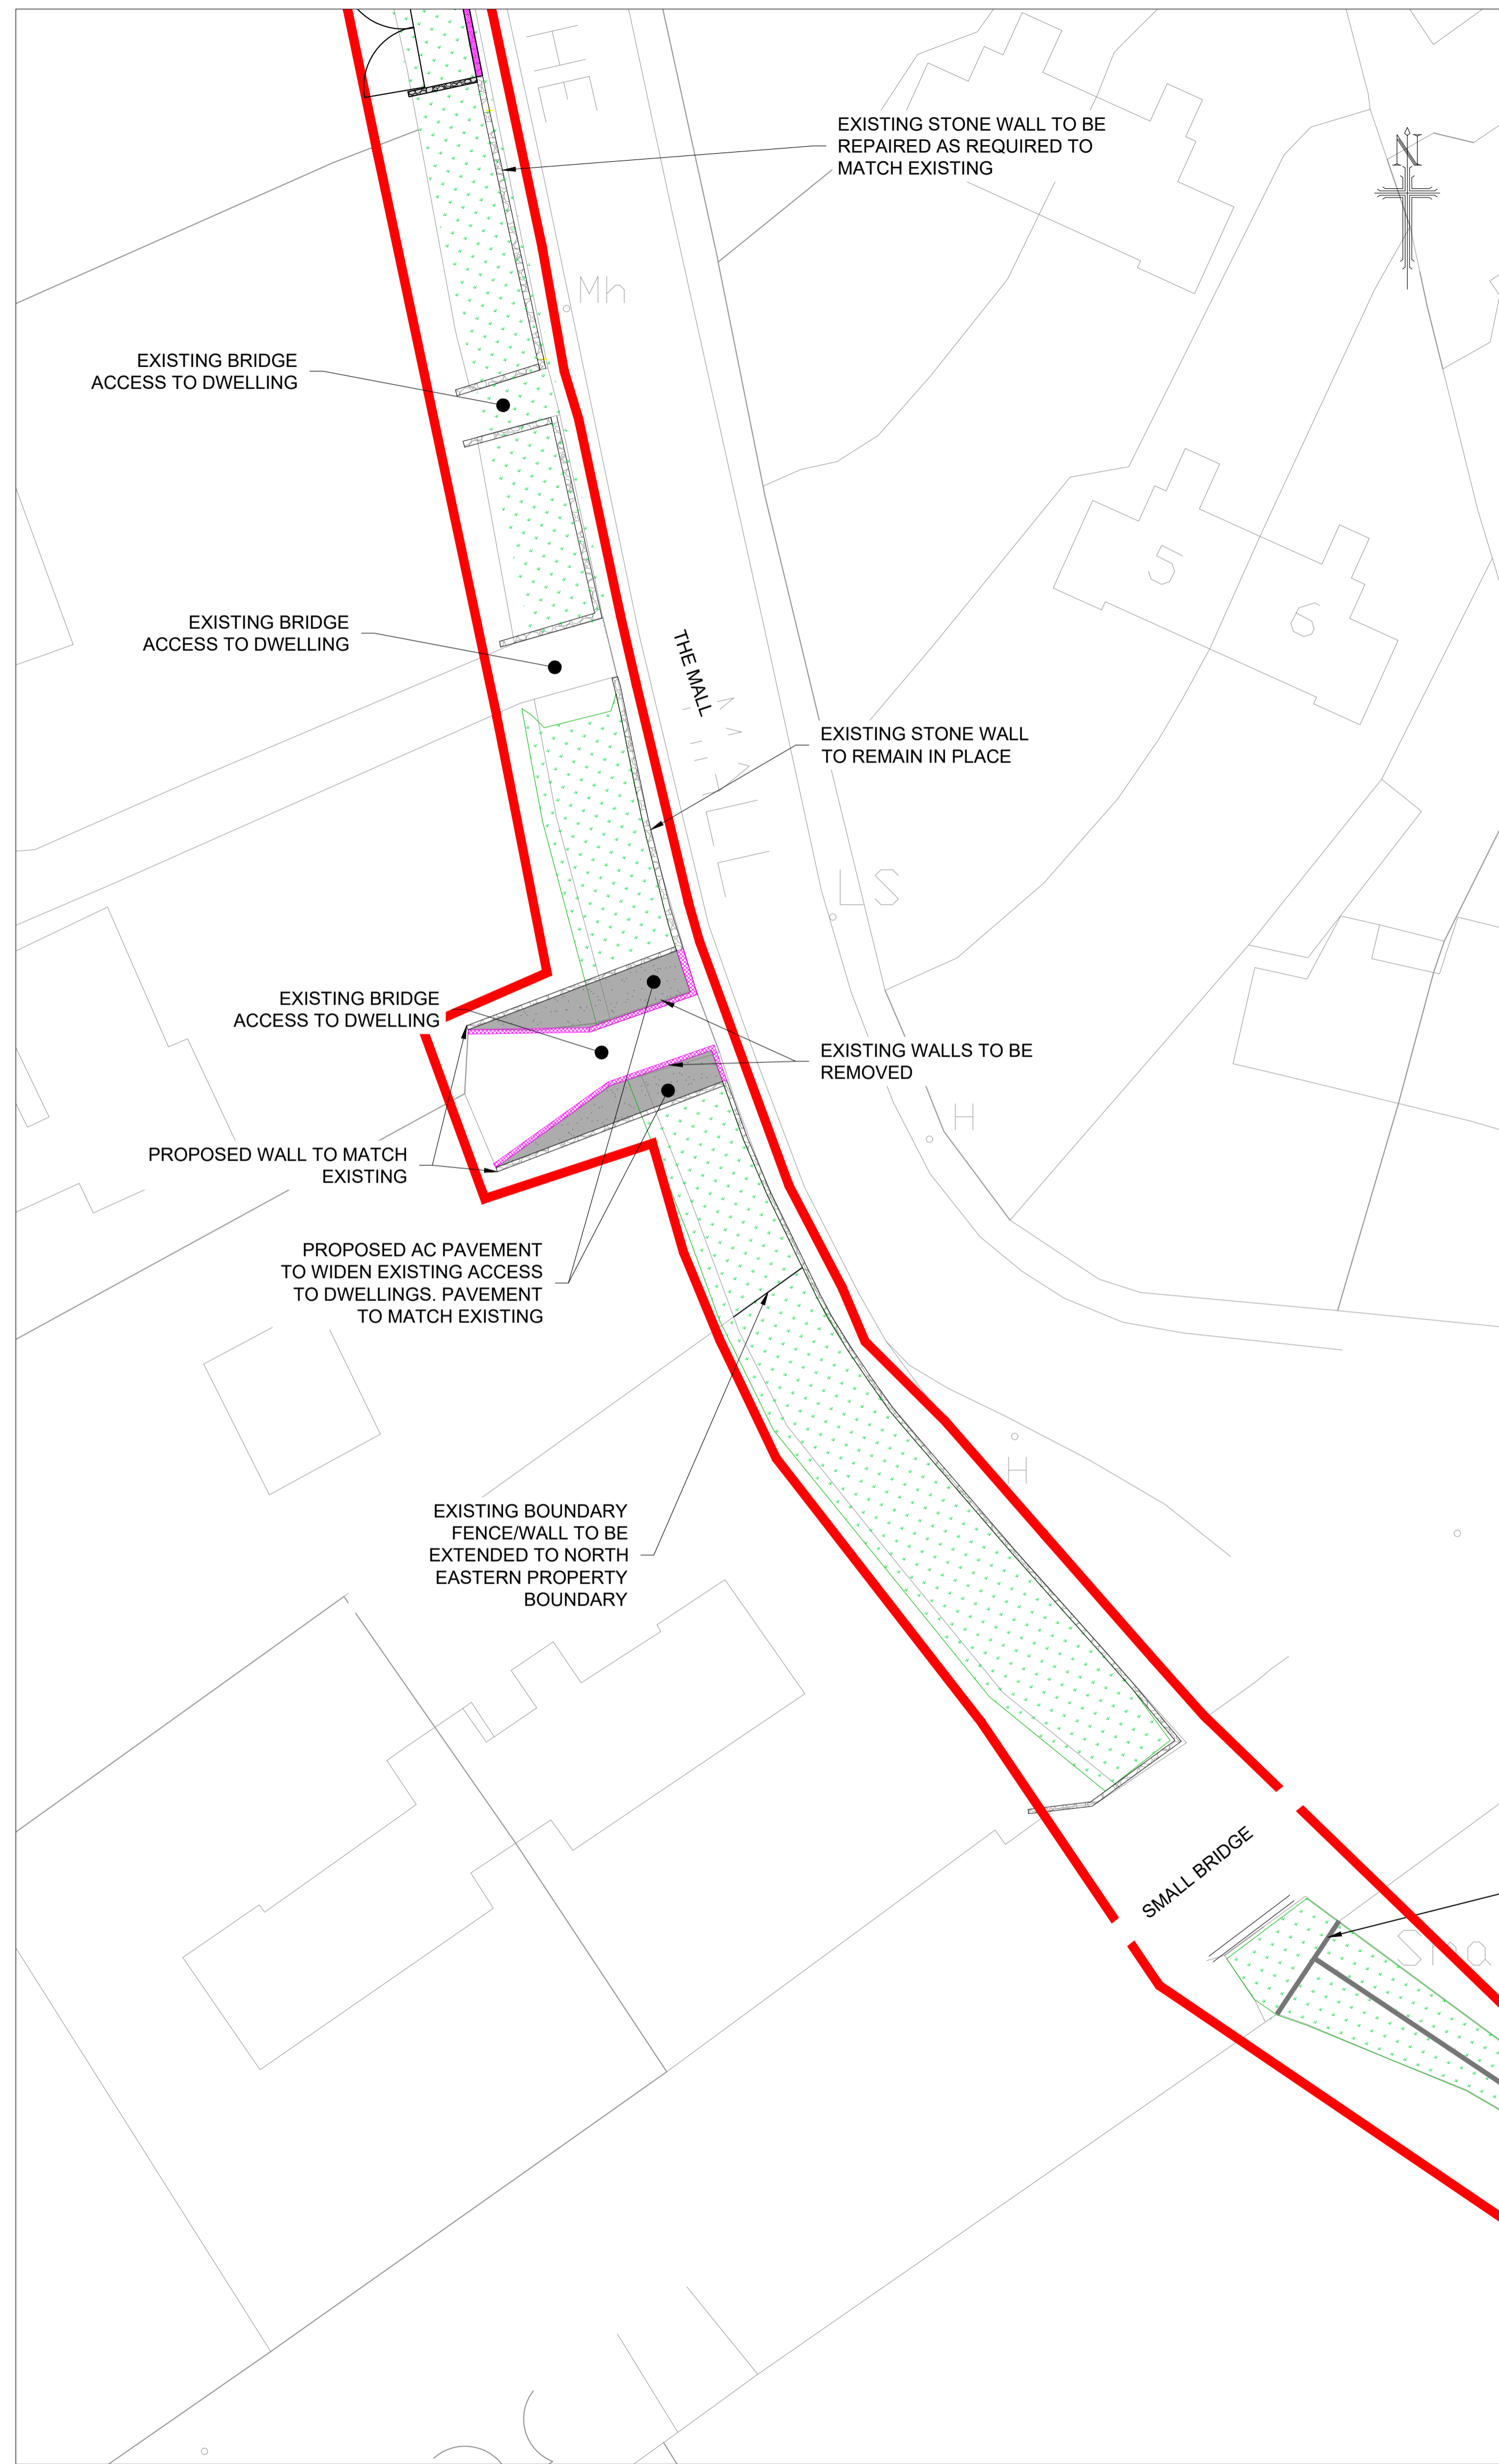 EXISTING STONE WALL TO BE
REPAIRED AS REQUIRED TO
MATCH EXISTING
N
Mh
EXISTING BRIDGE
ACCESS TO DWELLING
5
6
EXISTING BRIDGE
ACCESS TO DWELLING
THE MALL
EXISTING STONE WALL
TO REMAIN IN PLACE
LS
EXISTING BRIDGE
ACCESS TO DWELLING
EXISTING WALLS TO BE
REMOVED
H
PROPOSED WALL TO MATCH
EXISTING
PROPOSED AC PAVEMENT
TO WIDEN EXISTING ACCESS
TO DWELLINGS. PAVEMENT
TO MATCH EXISTING
H
EXISTING BOUNDARY
FENCE/WALL TO BE
EXTENDED TO NORTH
EASTERN PROPERTY
BOUNDARY
SMALL BRIDGE